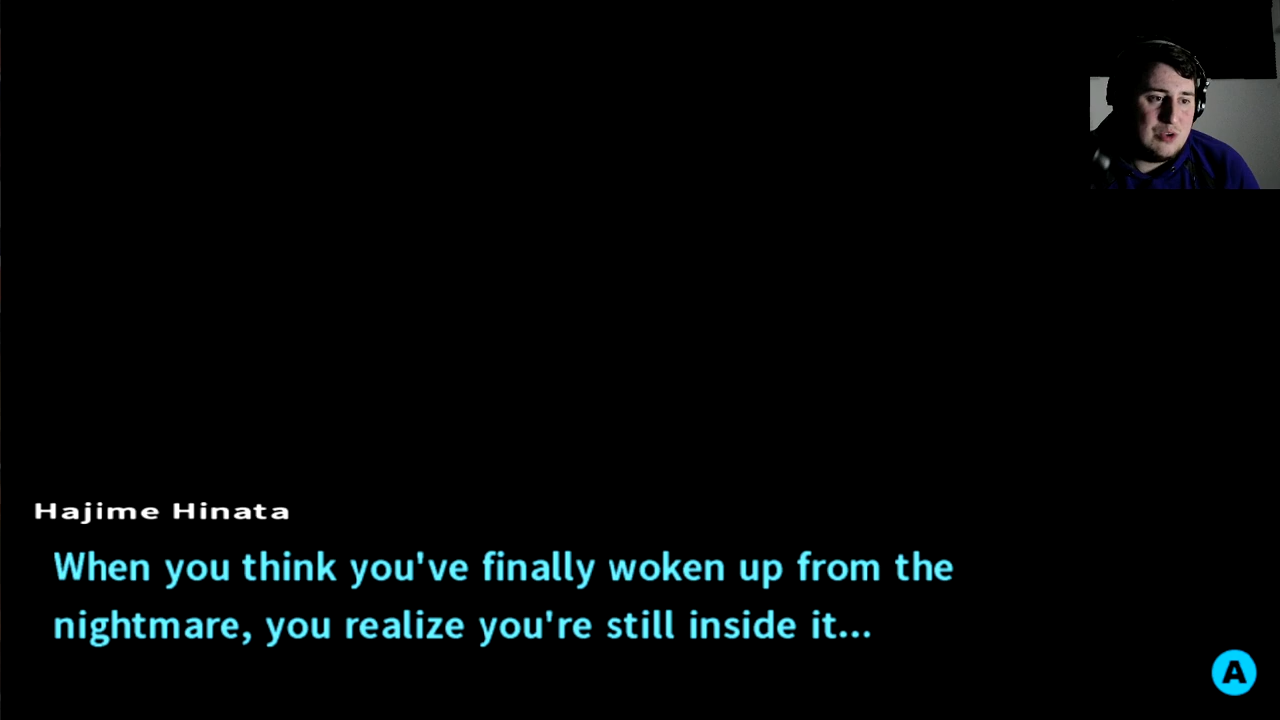 Hajime Hinata
When you think you've finally woken up from the
nightmare, you realize you're still inside it...
A